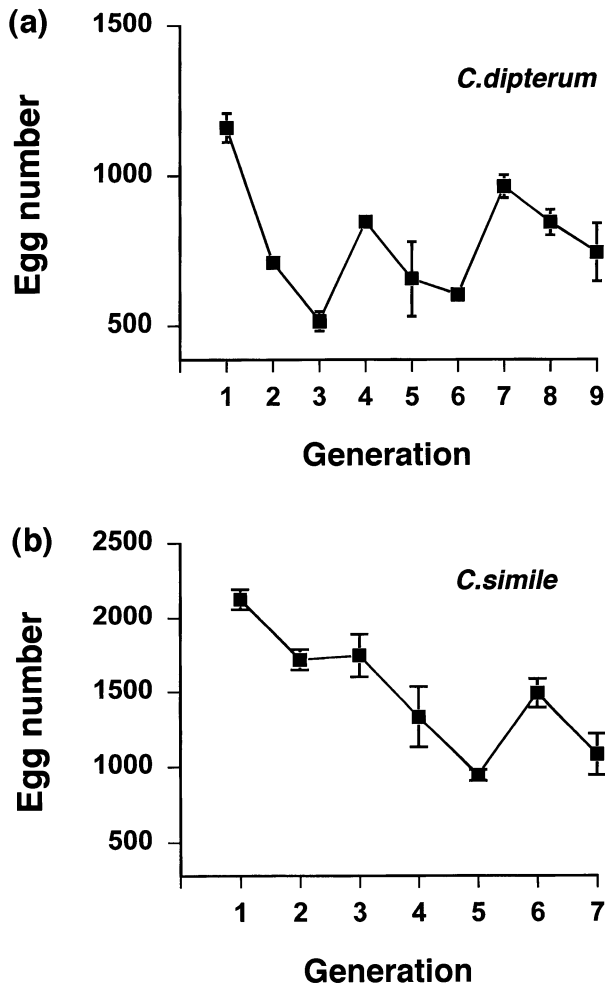 (a)
1500
1000
500
Egg number
C.dipterum
1 2 3 4 5 6 7 8 9
Generation
(b)
2500
2000
1500
1000
500
Egg number
C.simile
1 2 3 4 5 6 7
Generation